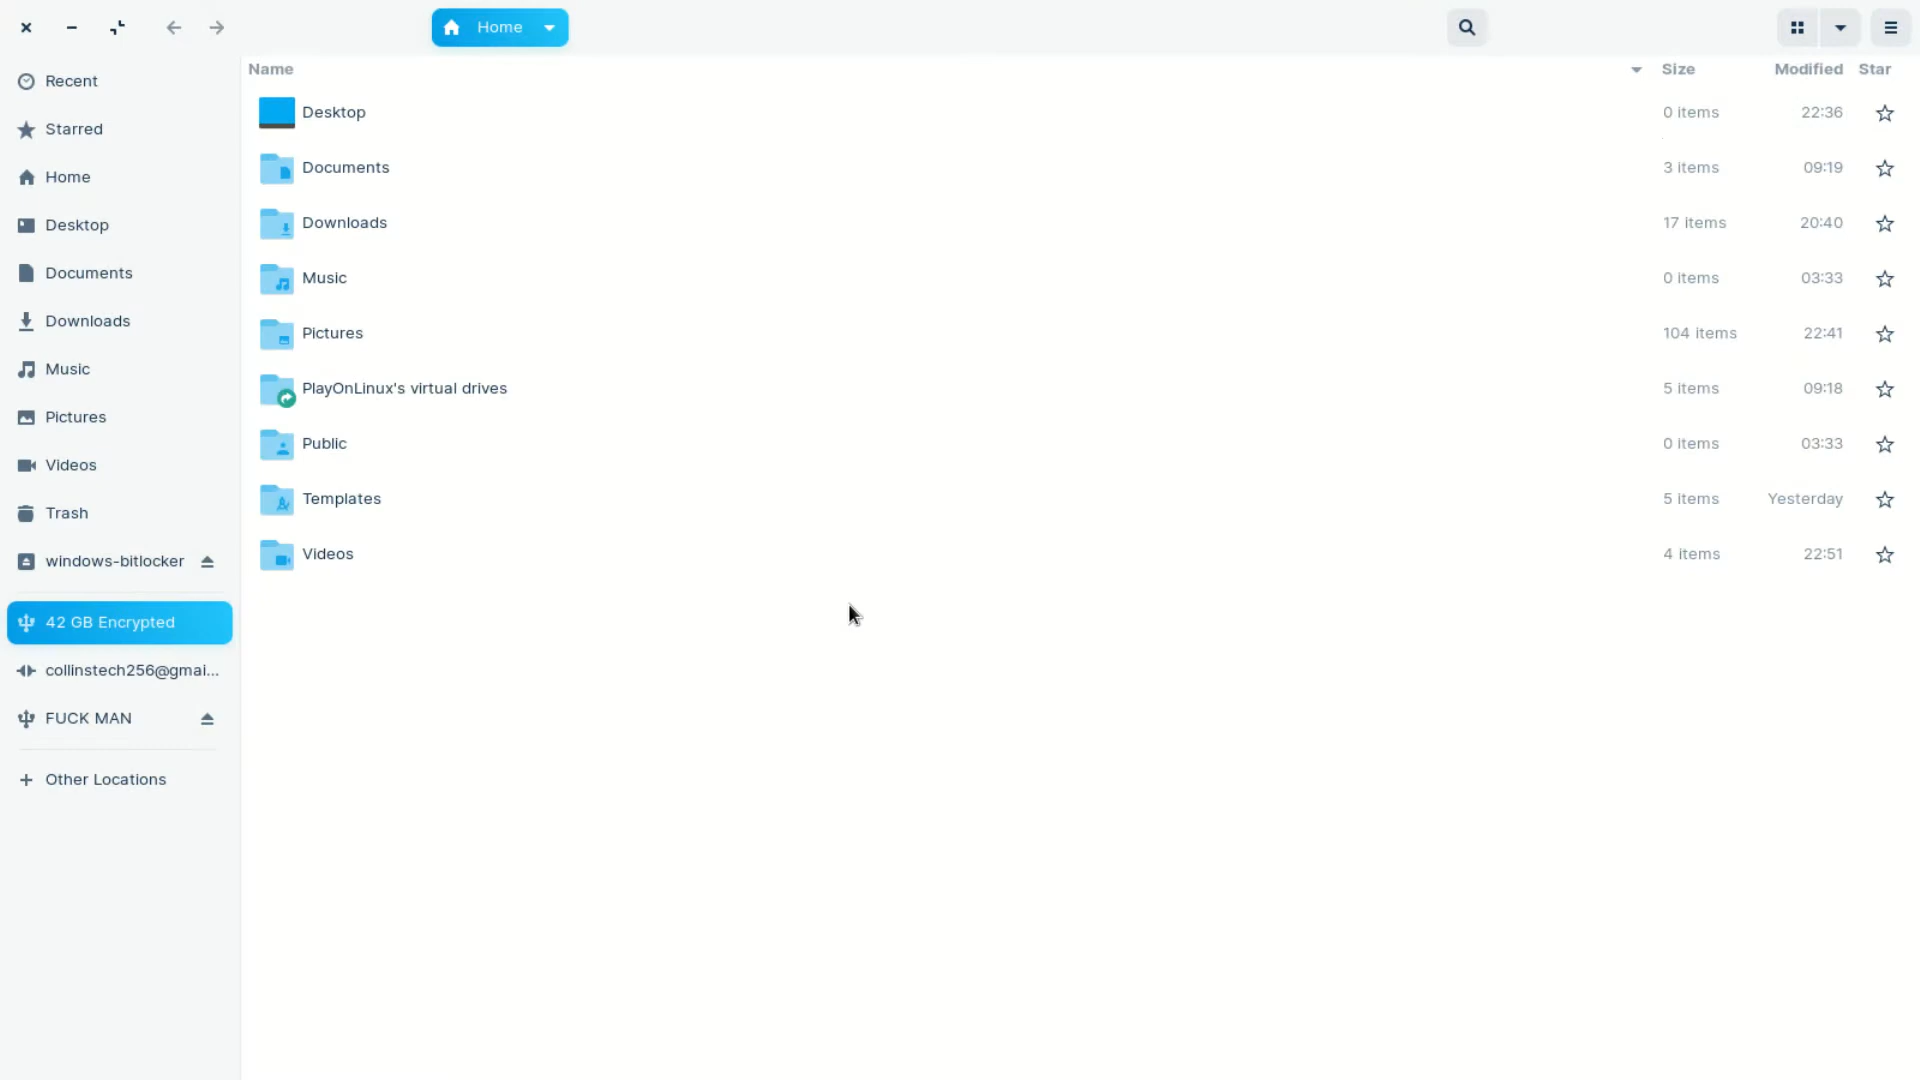 Home
Recent
Starred
Home
Desktop
Documents
Downloads
Music
Pictures
Videos
Trash
windows-bitlocker
42 GB Encrypted
collinstech256@gmai...
FUCK MAN
Other Locations
Name Size Modified Star
Desktop 0 items 22:36
Documents 3 items 09:19
Downloads 17 items 20:40
Music 0 items 03:33
Pictures 104 items 22:41
PlayOnLinux's virtual drives 5 items 09:18
Public 0 items 03:33
Templates 5 items Yesterday
Videos 4 items 22:51